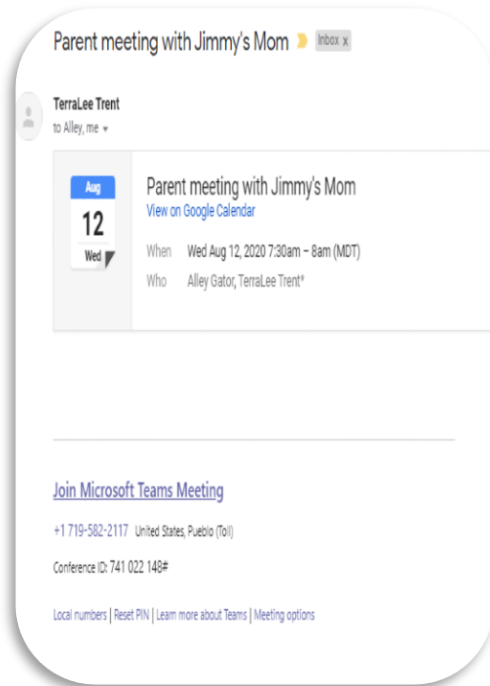 Parent meeting with Jimmy's Mom Inbox x
TerraLee Trent
to Alley, me
Aug
12
Wed
Parent meeting with Jimmy's Mom
View on Google Calendar
When Wed Aug 12, 2020 7:30am – 8am (MDT)
Who Alley Gator, TerraLee Trent*
Join Microsoft Teams Meeting
+1 719-582-2117 United States, Pueblo (Toll)
Conference ID: 741 022 148#
Local numbers | Reset PIN | Learn more about Teams | Meeting options